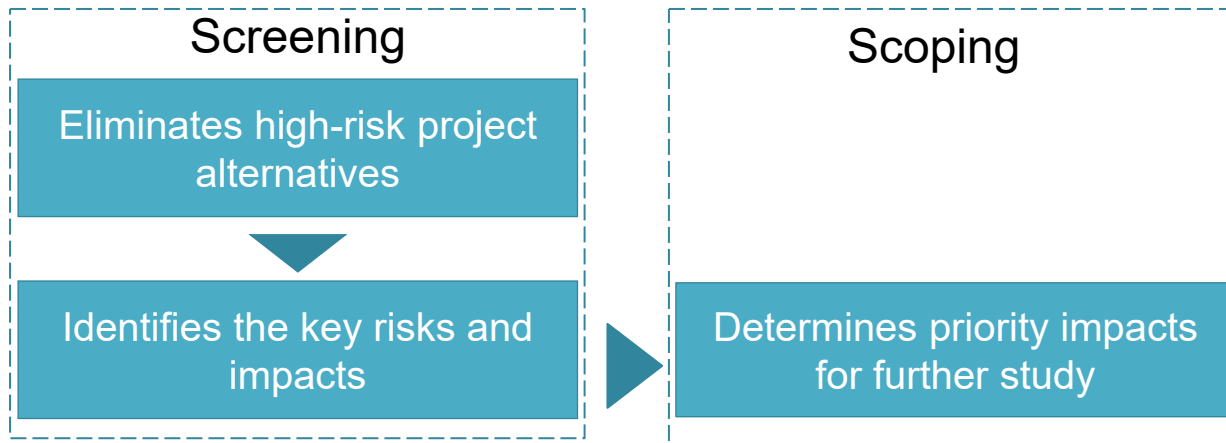 Screening
Eliminates high-risk project
alternatives
Identifies the key risks and
impacts
Scoping
Determines priority impacts
for further study